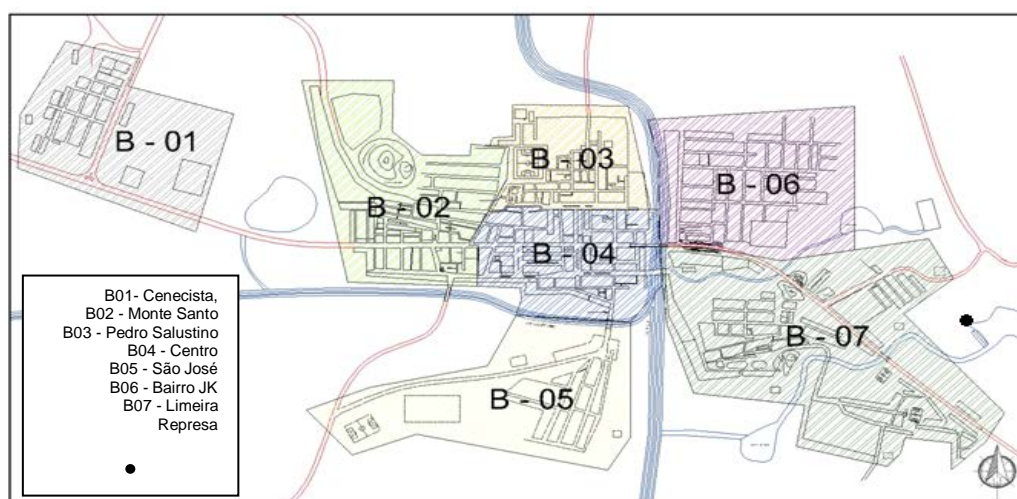 B - 01
B - 02
B - 03
B - 04
B - 05
B - 06
B - 07
B01- Cenecista,
B02 - Monte Santo
B03 - Pedro Salustino
B04 - Centro
B05 - São José
B06 - Bairro JK
B07 - Limeira
Represa